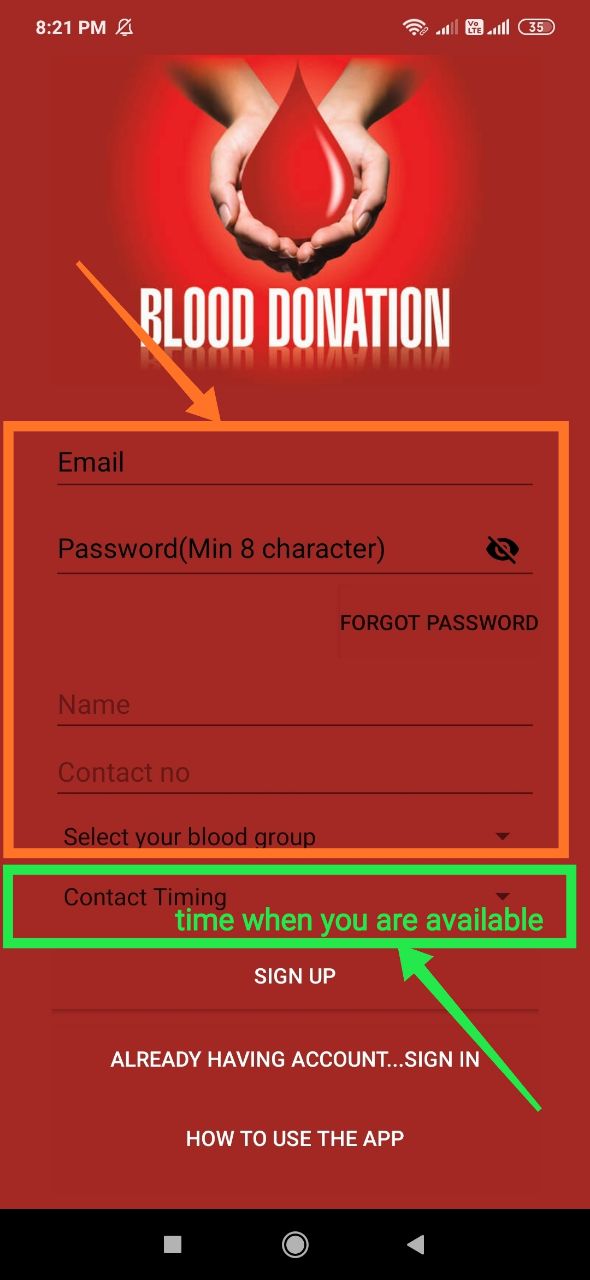 8:21 PM
Vo
LTE
35
BLOOD DONATION
Email
Password(Min 8 character)
FORGOT PASSWORD
Name
Contact no
Select your blood group
Contact Timing
time when you are available
SIGN UP
ALREADY HAVING ACCOUNT...SIGN IN
HOW TO USE THE APP